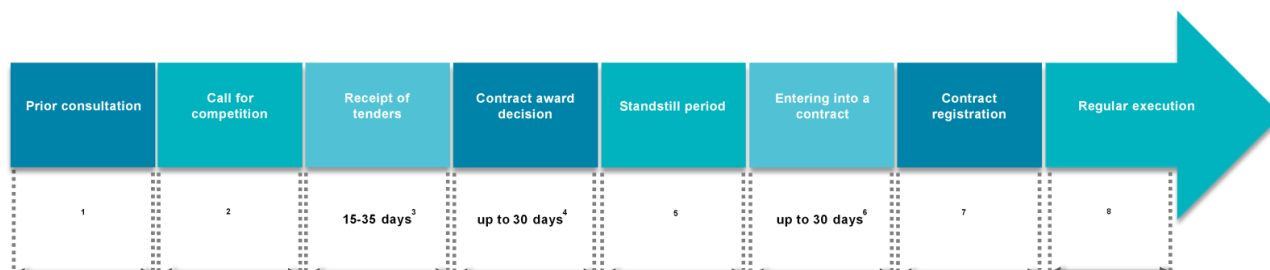 Prior consultation
Call for
competition
Receipt of
tenders
Contract award
decision
Standstill period
Entering into a
contract
Contract
registration
Regular execution
1
2
15-35 days3
up to 30 days4
5
up to 30 days6
7
8